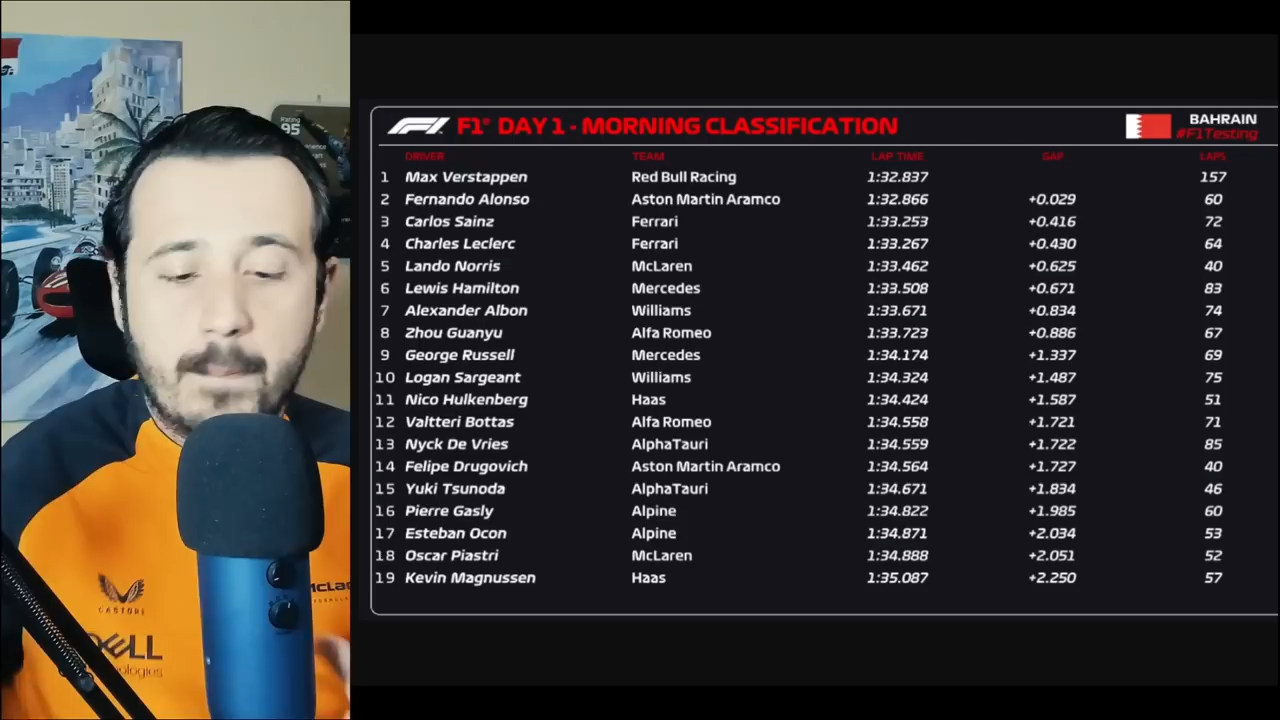 F1 F1® DAY 1 - MORNING CLASSIFICATION
BAHRAIN
#F1Testing
DRIVER TEAM LAP TIME GAP LAPS
1 Max Verstappen Red Bull Racing 1:32.837 157
2 Fernando Alonso Aston Martin Aramco 1:32.866 +0.029 60
3 Carlos Sainz Ferrari 1:33.253 +0.416 72
4 Charles Leclerc Ferrari 1:33.267 +0.430 64
5 Lando Norris McLaren 1:33.462 +0.625 40
6 Lewis Hamilton Mercedes 1:33.508 +0.671 83
7 Alexander Albon Williams 1:33.671 +0.834 74
8 Zhou Guanyu Alfa Romeo 1:33.723 +0.886 67
9 George Russell Mercedes 1:34.174 +1.337 69
10 Logan Sargeant Williams 1:34.324 +1.487 75
11 Nico Hulkenberg Haas 1:34.424 +1.587 51
12 Valtteri Bottas Alfa Romeo 1:34.558 +1.721 71
13 Nyck De Vries AlphaTauri 1:34.559 +1.722 85
14 Felipe Drugovich Aston Martin Aramco 1:34.564 +1.727 40
15 Yuki Tsunoda AlphaTauri 1:34.671 +1.834 46
16 Pierre Gasly Alpine 1:34.822 +1.985 60
17 Esteban Ocon Alpine 1:34.871 +2.034 53
18 Oscar Piastri McLaren 1:34.888 +2.051 52
19 Kevin Magnussen Haas 1:35.087 +2.250 57
Rating
95
CASTORE
McLar
DELL